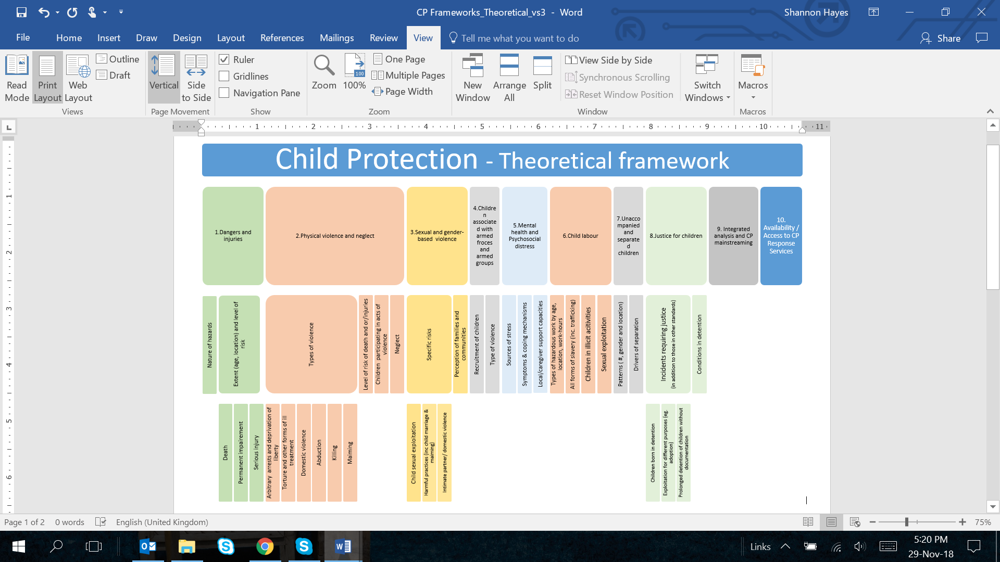 CP Frameworks_Theoretical_vs3 - Word
Shannon Hayes
File
Home
Insert
Draw
Design
Layout
References
Mailings
Review
View
Tell me what you want to do
Share
Read
Mode
Print
Layout
Web
Layout
Outline
Draft
Views
Vertical
Side
to Side
Page Movement
Ruler
Gridlines
Navigation Pane
Show
Zoom
100
100%
One Page
Multiple Pages
Page Width
Zoom
New
Window
Arrange
All
Split
View Side by Side
Synchronous Scrolling
Reset Window Position
Window
Switch
Windows
Macros
Macros
L
1 2 3 4 5 6 7 8 9 10 11
Child Protection - Theoretical framework
1.Dangers and
injuries
2.Physical violence and neglect
3.Sexual and gender-
based violence
4.Childre
n
associate
d with
armed
froces
and
armed
groups
5.Mental
health and
Psychosocial
distress
6.Child labour
7.Unacco
mpanied
and
separate
d
children
8.Justice for children
9. Integrated
analysis and CP
mainstreaming
10.
Availability /
Access to CP
Response
Services
Nature of hazards
Extent (age, location) and level of
risk
Types of violence
Level of risk of death and or/injuries
Children participating in acts of
violence
Neglect
Specific risks
Perception of families and
communities
Recruitment of children
Type of violence
Sources of stress
Symptoms & coping mechanisms
Local/caregiver support capacities
Types of hazardous work by age,
location, work-hours
All forms of slavery (inc. trafficking)
Children in illicit acitivities
Sexual exploitation
Patterns ( #, gender and location)
Drivers of separation
Incidents requiring justice
(in addition to those in other standards)
Conditions in detention
Death
Permanent impairement
Serious injury
Arbitrary arrests and deprivation of
liberty
Torture and other forms of ill
treatment
Domestic violence
Abduction
Killing
Maiming
Child sexual exploitation
Harmful practices (inc child marriage &
maiming)
Intimate partner/ domestic violence
Children born in detention
Exploitation for different purposes (eg.
adoption)
Prolonged detention of children without
documentation
1
2
3
4
5
6
Page 1 of 2
0 words
English (United Kingdom)
75%
Links
5:20 PM
29-Nov-18